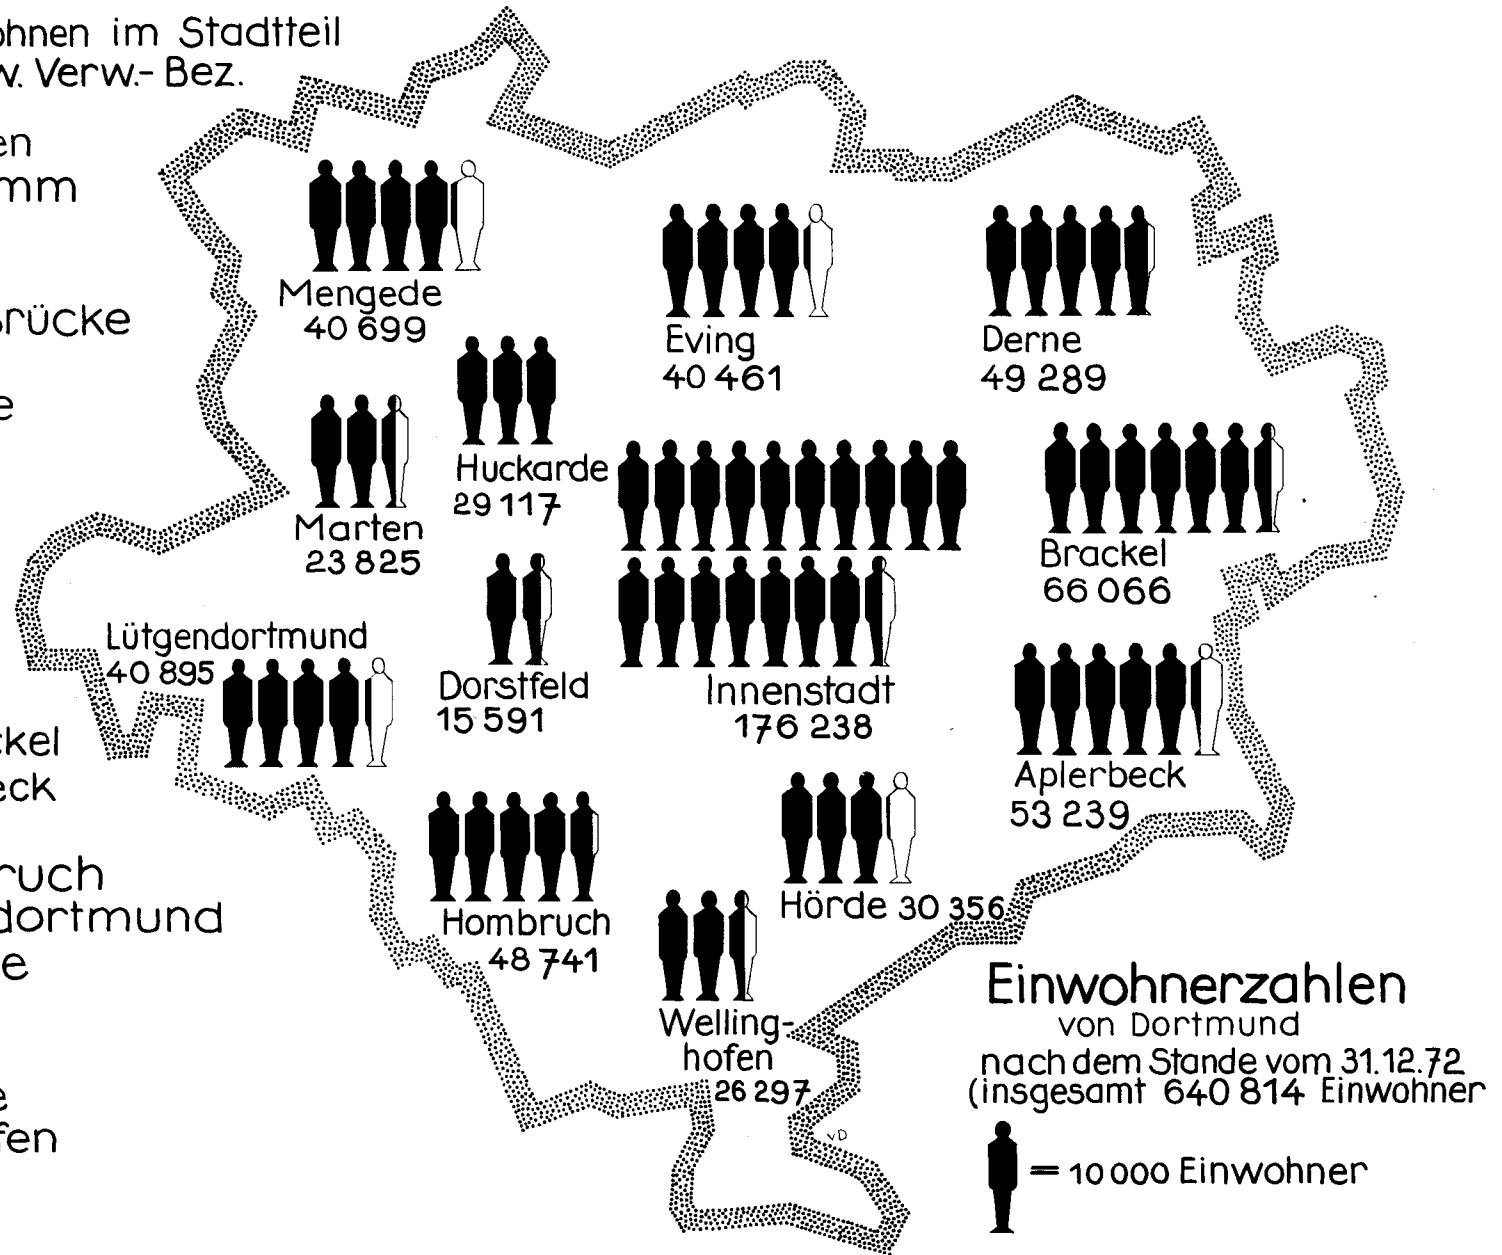 ohnen im Stadtteil
w. Verw.- Bez.
en
mm
rücke
e
ckel
eck
ruch
dortmund
e
e
fen
Mengede
40 699
Eving
40 461
Derne
49 289
Huckarde
29 117
Marten
23 825
Brackel
66 066
Lütgendortmund
40 895
Dorstfeld
15 591
Innenstadt
176 238
Aplerbeck
53 239
Hombruch
48 741
Hörde 30 356
Welling-
hofen
26 297
vD
Einwohnerzahlen
von Dortmund
nach dem Stande vom 31.12.72
(insgesamt 640 814 Einwohner
= 10 000 Einwohner